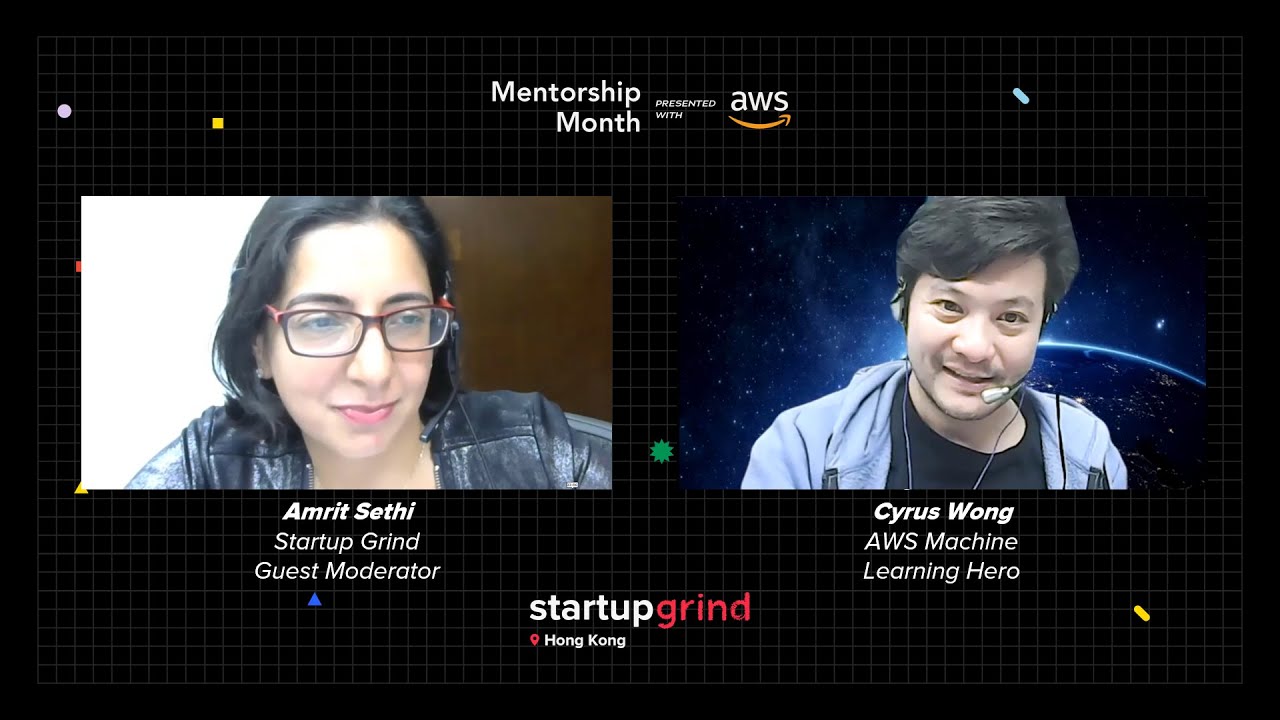 Mentorship
Month
PRESENTED
WITH
aws
Amrit Sethi
Startup Grind
Guest Moderator
Cyrus Wong
AWS Machine
Learning Hero
startupgrind
Hong Kong